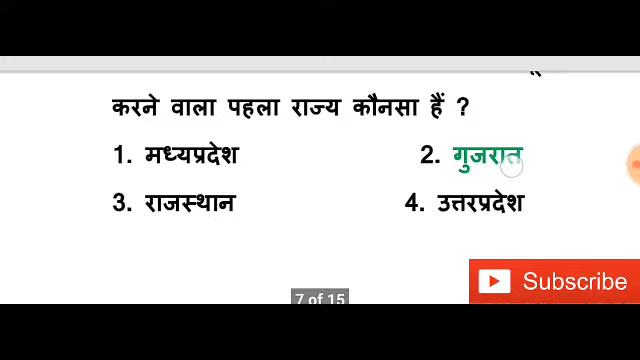 करने वाला पहला राज्य कौनसा हैं ?
1. मध्यप्रदेश 2. गुजरात
3. राजस्थान 4. उत्तरप्रदेश
Subscribe
7 of 15